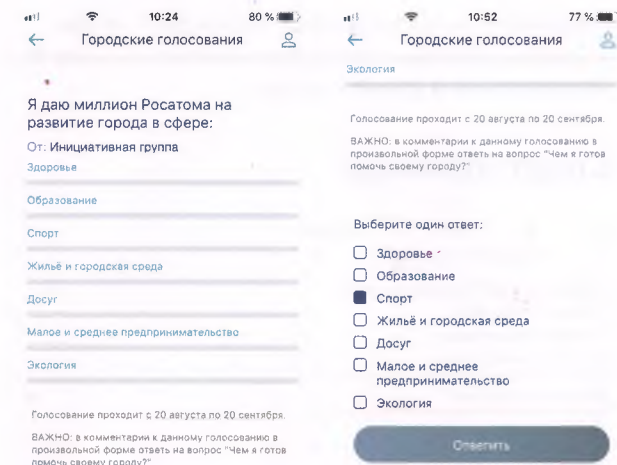 10:24
80 %
Городские голосования
Я даю миллион Росатома на
развитие города в сфере:
От: Инициативная группа
Здоровье
Образование
Спорт
Жильё и городская среда
Досуг
Малое и среднее предпринимательство
Экология
Голосование проходит с 20 августа по 20 сентября.
ВАЖНО: в комментарии к данному голосованию в
произвольной форме ответь на вопрос "Чем я готов
помочь своему городу?"
10:52
77 %
Городские голосования
Экология
Голосование проходит с 20 августа по 20 сентября.
ВАЖНО: в комментарии к данному голосованию в
произвольной форме ответь на вопрос "Чем я готов
помочь своему городу?"
Выберите один ответ:
Здоровье
Образование
Спорт
Жильё и городская среда
Досуг
Малое и среднее
предпринимательство
Экология
Ответить